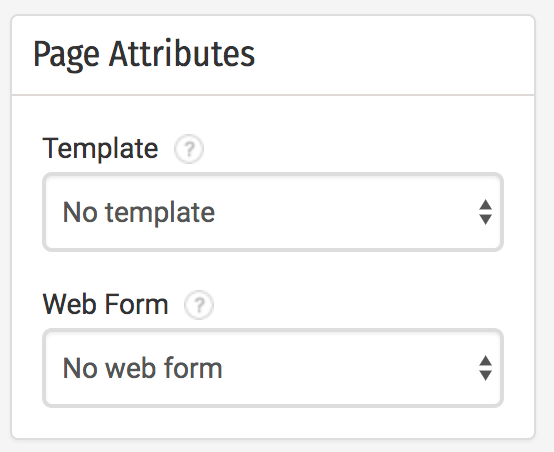 Page Attributes
Template ?
No template
Web Form ?
No web form